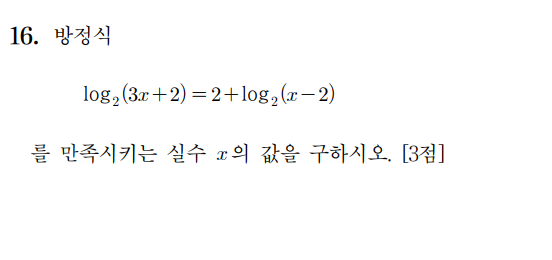 16. 방정식
log₂(3x+2)=2+log₂(x-2)
를 만족시키는 실수 x의 값을 구하시오. [3점]